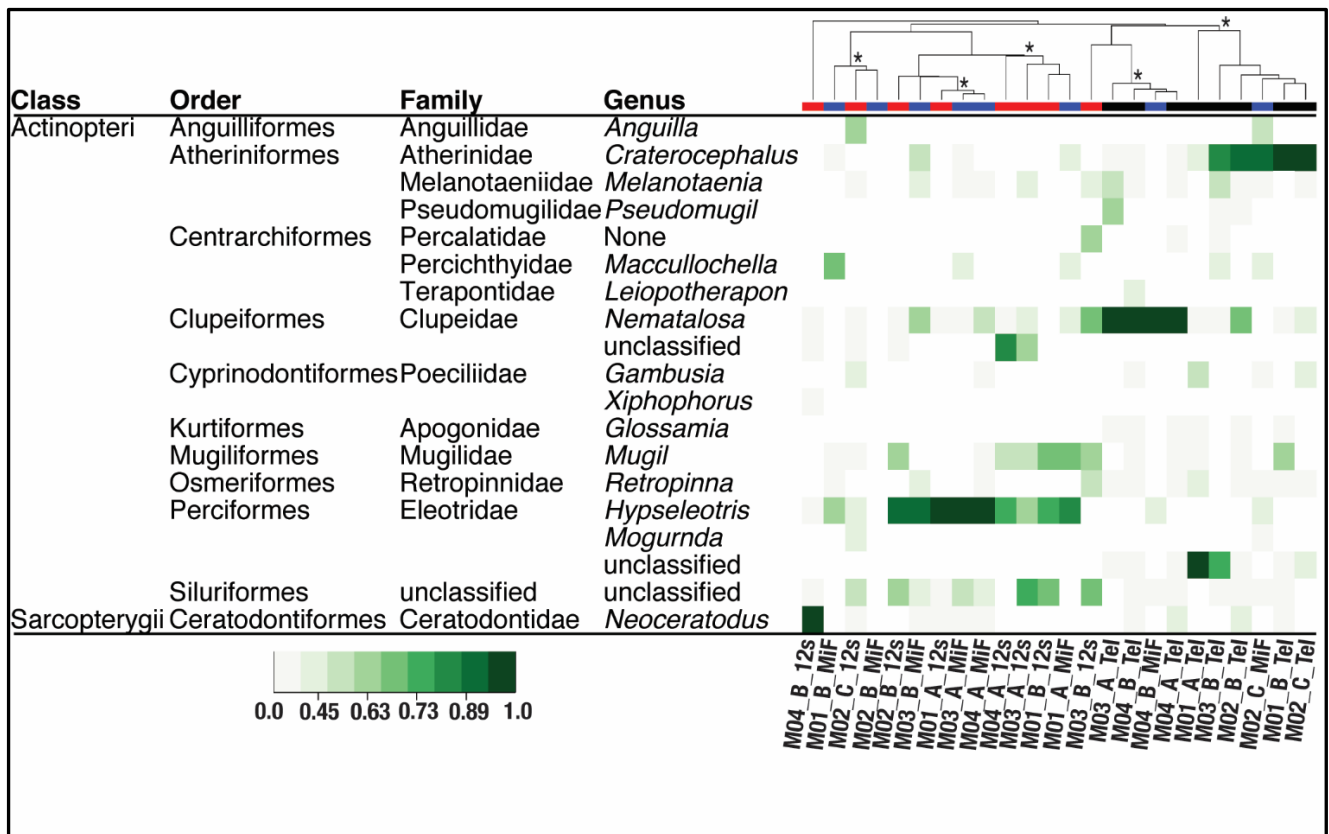 * * * * *
Class Order Family Genus
Actinopteri Anguilliformes Anguillidae Anguilla
Atheriniformes Atherinidae Craterocephalus
Melanotaeniidae Melanotaenia
Pseudomugilidae Pseudomugil
Centrarchiformes Percalatidae None
Percichthyidae Maccullochella
Terapontidae Leiopotherapon
Clupeiformes Clupeidae Nematalosa
unclassified
Cyprinodontiformes Poeciliidae Gambusia
Xiphophorus
Kurtiformes Apogonidae Glossamia
Mugiliformes Mugilidae Mugil
Osmeriformes Retropinnidae Retropinna
Perciformes Eleotridae Hypseleotris
Mogurnda
unclassified
Siluriformes unclassified unclassified
Sarcopterygii Ceratodontiformes Ceratodontidae Neoceratodus
0.0 0.45 0.63 0.73 0.89 1.0
M04_B_12s
M01_B_MiF
M02_C_12s
M02_B_MiF
M02_B_12s
M03_B_MiF
M01_A_12s
M03_A_MiF
M04_A_MiF
M04_A_12s
M03_A_12s
M01_B_12s
M01_A_MiF
M03_B_12s
M03_A_Tel
M04_B_Tel
M04_B_MiF
M04_A_Tel
M01_A_Tel
M03_B_Tel
M02_B_Tel
M02_C_MiF
M01_B_Tel
M02_C_Tel